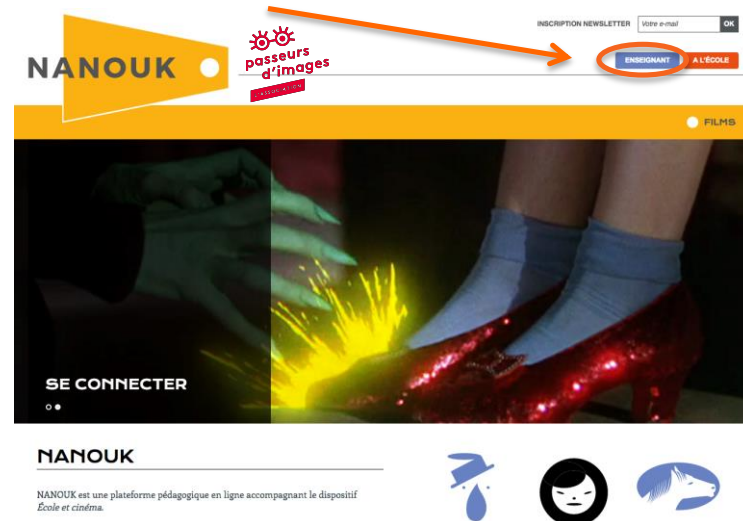 INSCRIPTION NEWSLETTER Votre e-mail OK
NANOUK
passeurs
d'images
L'ASSOCIATION
ENSEIGNANT A L'ÉCOLE
FILMS
SE CONNECTER
NANOUK
NANOUK est une plateforme pédagogique en ligne accompagnant le dispositif
École et cinéma.